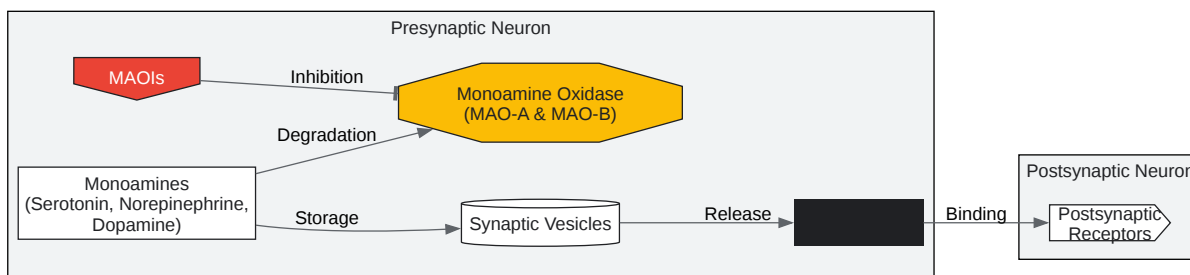 Presynaptic Neuron
MAOIs
Inhibition
Monoamine Oxidase
(MAO-A & MAO-B)
Degradation
Monoamines
(Serotonin, Norepinephrine,
Dopamine)
Storage
Synaptic Vesicles
Release
Binding
Postsynaptic Neuron
Postsynaptic
Receptors